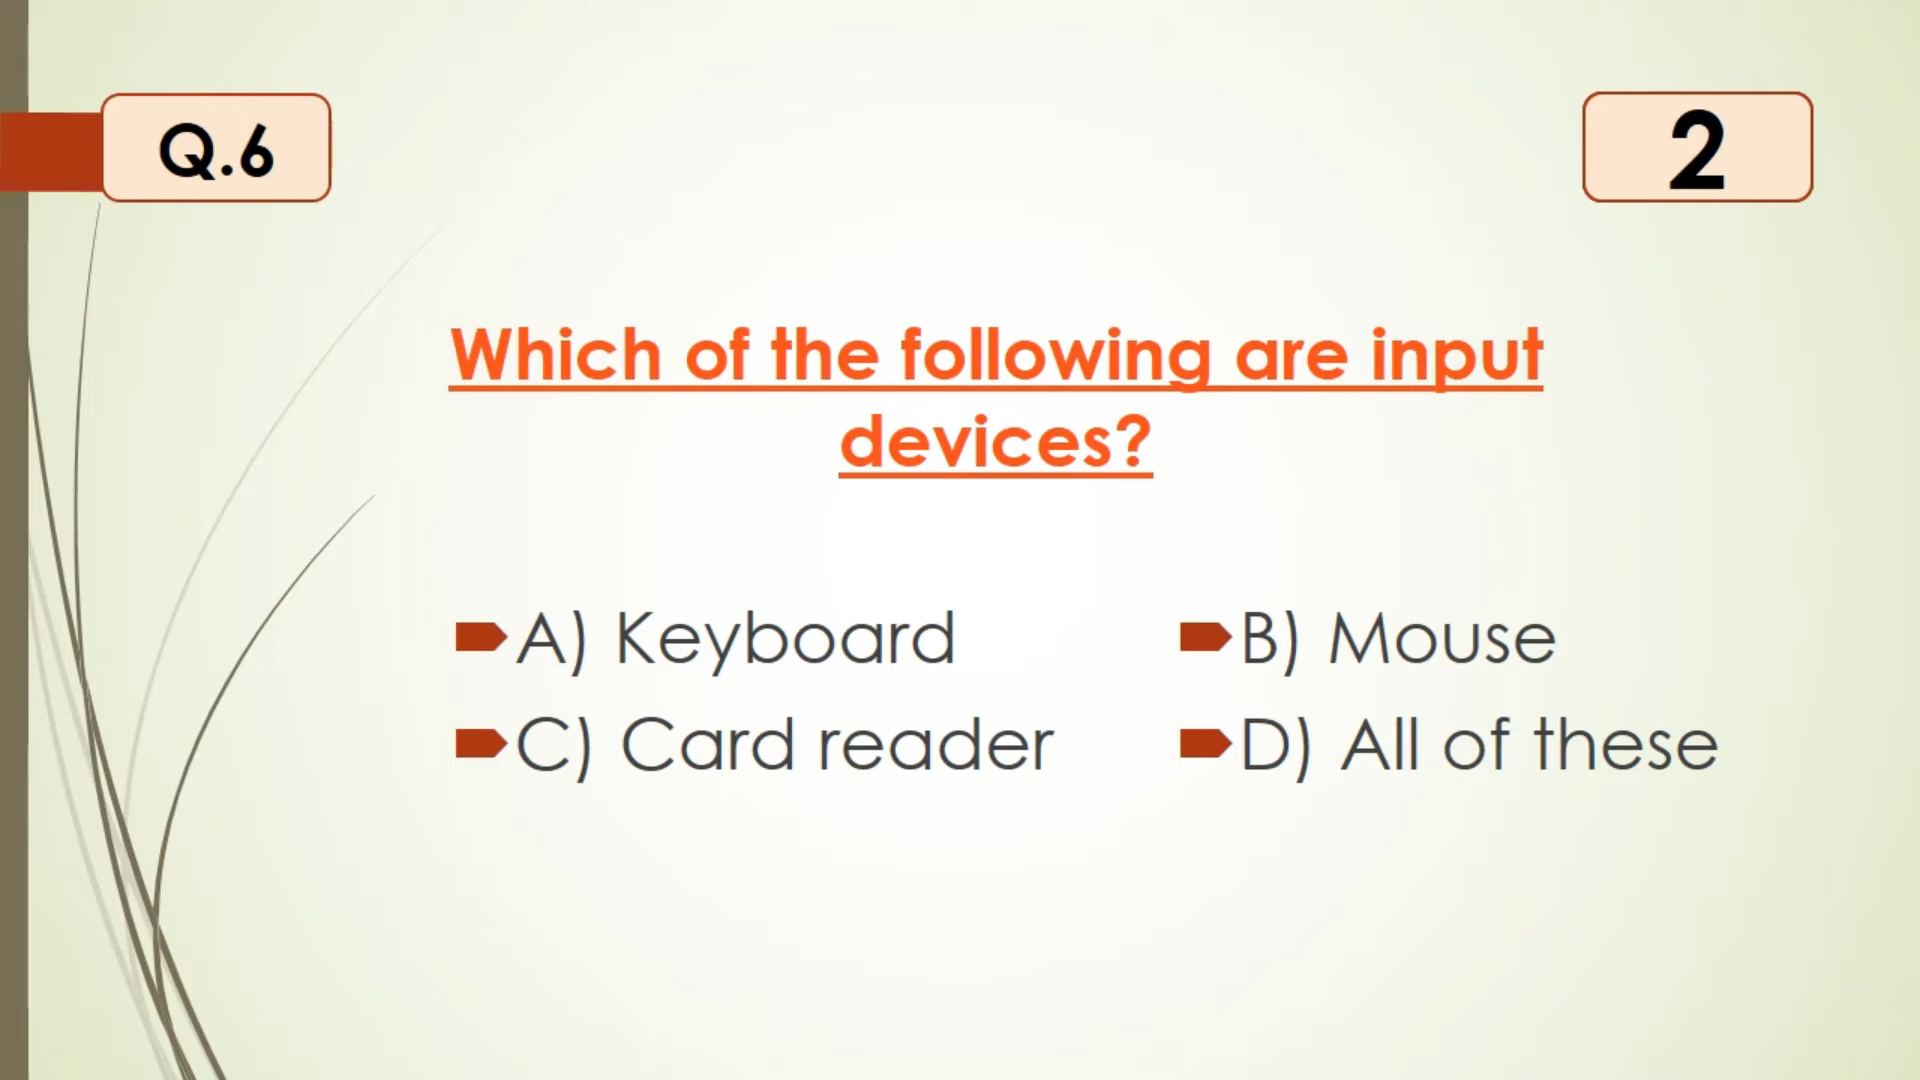 Q.6
2
Which of the following are input
devices?
A) Keyboard
B) Mouse
C) Card reader
D) All of these